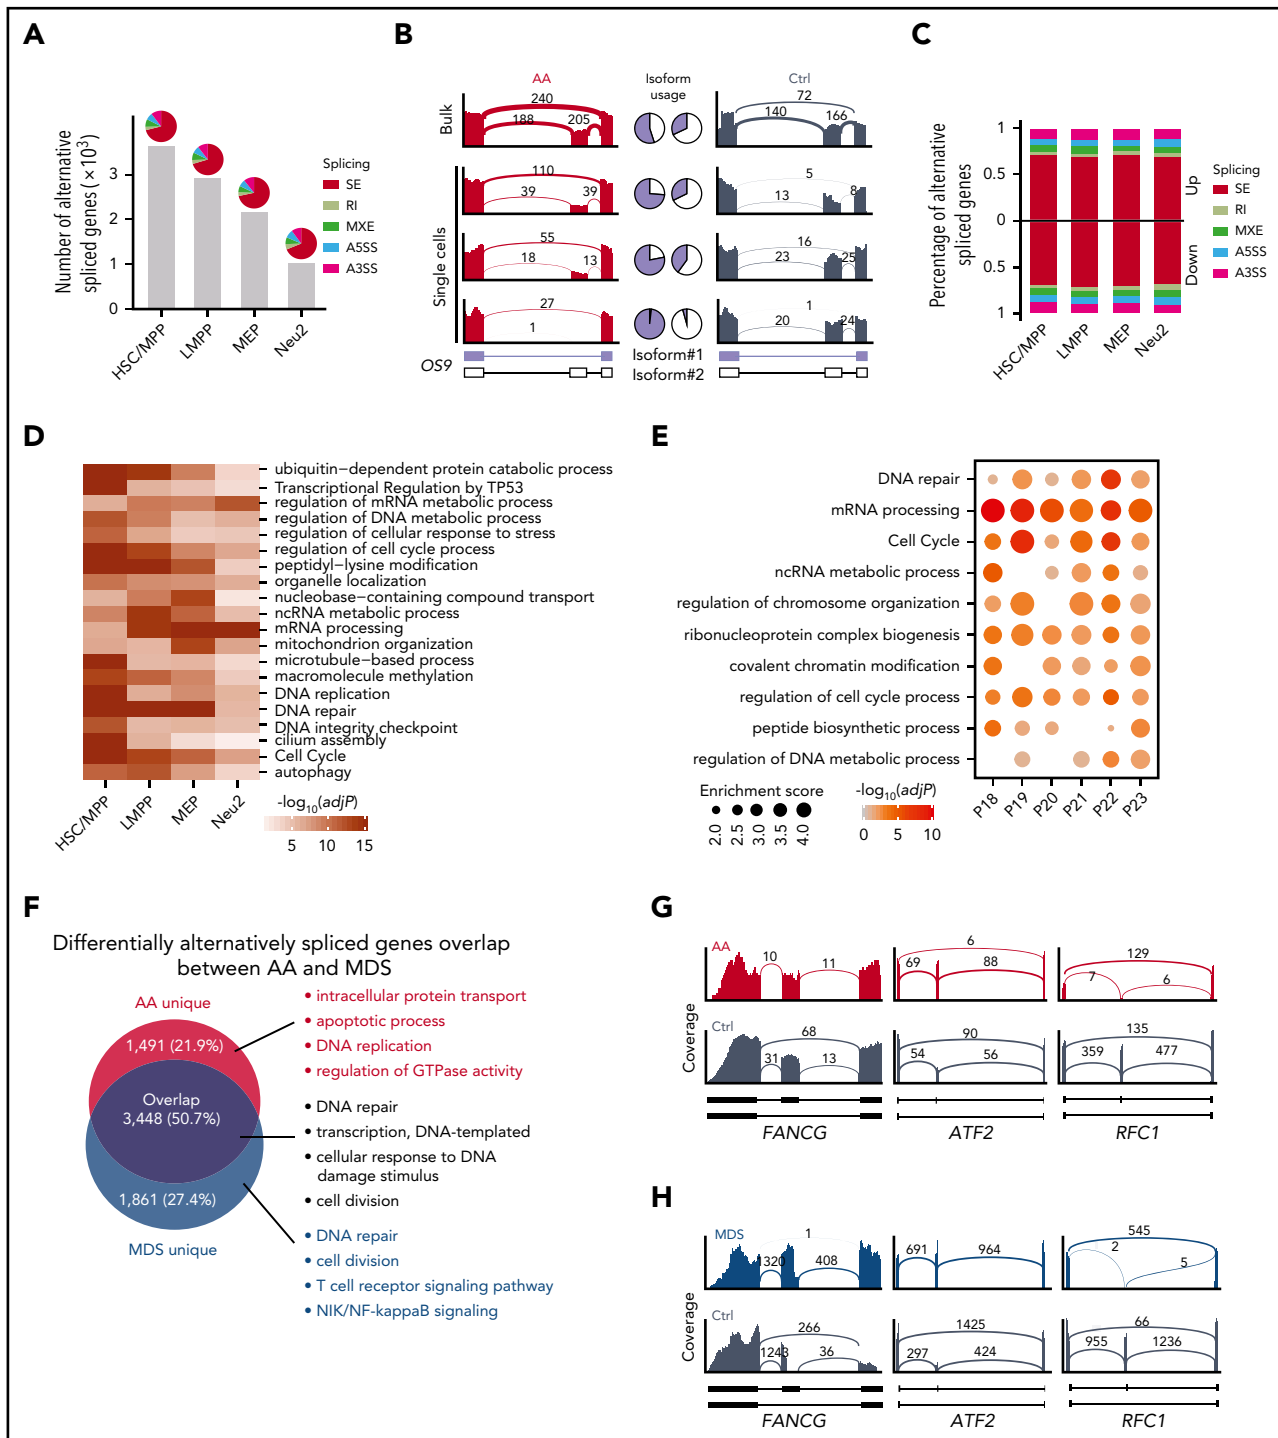 A
Number of alternative
spliced genes (×10³)
3
2
1
0
HSC/MPP
LMPP
MEP
Neu2
Splicing
SE
RI
MXE
A5SS
A3SS
B
AA
Isoform
usage
Ctrl
Bulk
240
188
205
72
140
166
Single cells
110
39
39
5
13
8
55
18
13
16
23
25
27
1
1
20
24
OS9
Isoform#1
Isoform#2
C
Percentage of alternative
spliced genes
1
0.5
0
0.5
1
Up
Down
HSC/MPP
LMPP
MEP
Neu2
Splicing
SE
RI
MXE
A5SS
A3SS
D
ubiquitin−dependent protein catabolic process
Transcriptional Regulation by TP53
regulation of mRNA metabolic process
regulation of DNA metabolic process
regulation of cellular response to stress
regulation of cell cycle process
peptidyl−lysine modification
organelle localization
nucleobase−containing compound transport
ncRNA metabolic process
mRNA processing
mitochondrion organization
microtubule−based process
macromolecule methylation
DNA replication
DNA repair
DNA integrity checkpoint
cilium assembly
Cell Cycle
autophagy
HSC/MPP
LMPP
MEP
Neu2
-log10(adjP)
5 10 15
E
DNA repair
mRNA processing
Cell Cycle
ncRNA metabolic process
regulation of chromosome organization
ribonucleoprotein complex biogenesis
covalent chromatin modification
regulation of cell cycle process
peptide biosynthetic process
regulation of DNA metabolic process
P18
P19
P20
P21
P22
P23
Enrichment score
2.0
2.5
3.0
3.5
4.0
-log10(adjP)
0 5 10
F
Differentially alternatively spliced genes overlap
between AA and MDS
AA unique
1,491 (21.9%)
Overlap
3,448 (50.7%)
1,861 (27.4%)
MDS unique
• intracellular protein transport
• apoptotic process
• DNA replication
• regulation of GTPase activity
• DNA repair
• transcription, DNA-templated
• cellular response to DNA
damage stimulus
• cell division
• DNA repair
• cell division
• T cell receptor signaling pathway
• NIK/NF-kappaB signaling
G
Coverage
AA
10
11
6
69
88
129
7
6
Ctrl
68
31
13
90
54
56
135
359
477
FANCG
ATF2
RFC1
H
Coverage
MDS
1
1320
408
691
964
545
2
5
Ctrl
266
1243
36
1425
297
424
66
955
1236
FANCG
ATF2
RFC1